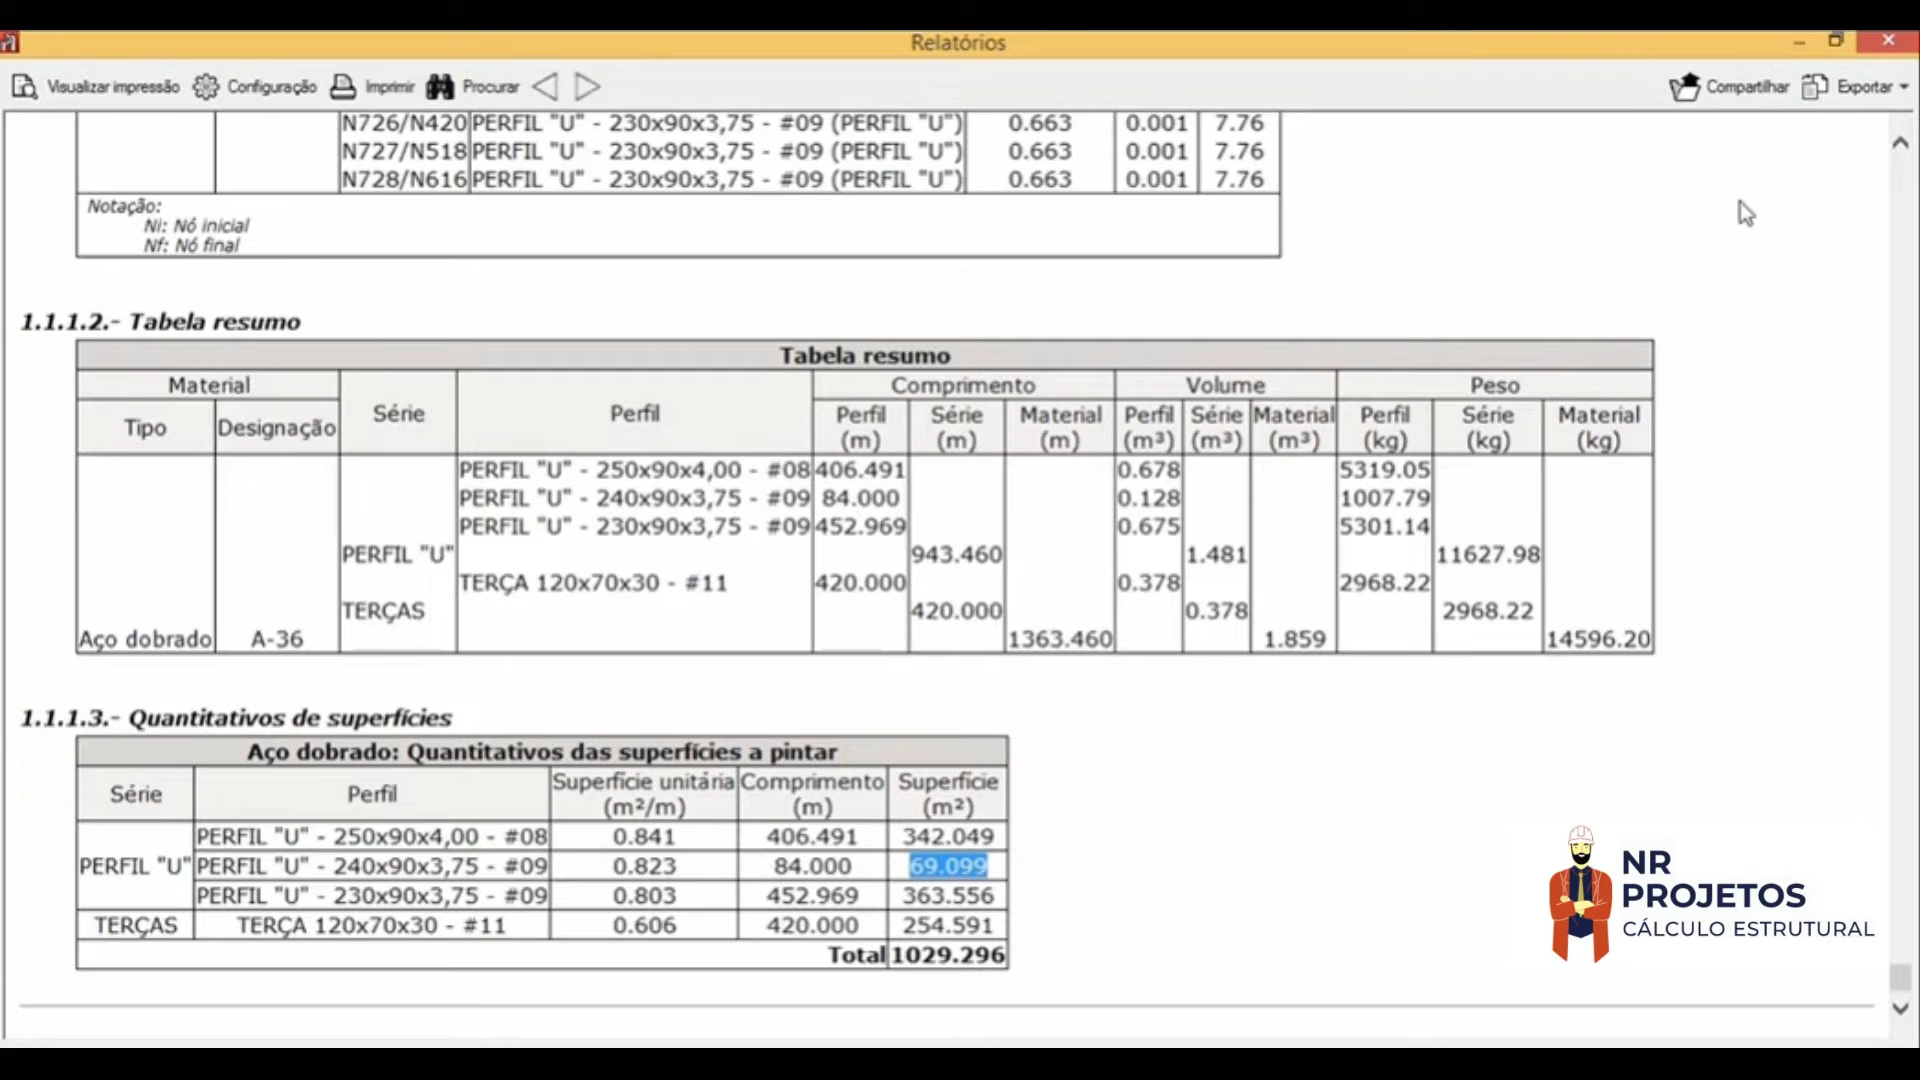 Relatórios
Visualizar impressão Configuração Imprimir Procurar Compartilhar Exportar
N726/N420 PERFIL "U" - 230x90x3,75 - #09 (PERFIL "U") 0.663 0.001 7.76
N727/N518 PERFIL "U" - 230x90x3,75 - #09 (PERFIL "U") 0.663 0.001 7.76
N728/N616 PERFIL "U" - 230x90x3,75 - #09 (PERFIL "U") 0.663 0.001 7.76
Notação:
Ni: Nó inicial
Nf: Nó final
1.1.1.2.- Tabela resumo
Tabela resumo
Material Série Perfil Comprimento Volume Peso
Tipo Designação Perfil (m) Série (m) Material (m) Perfil (m³) Série (m³) Material (m³) Perfil (kg) Série (kg) Material (kg)
PERFIL "U" - 250x90x4,00 - #08 406.491 0.678 5319.05
PERFIL "U" - 240x90x3,75 - #09 84.000 0.128 1007.79
PERFIL "U" - 230x90x3,75 - #09 452.969 0.675 5301.14
PERFIL "U" 943.460 1.481 11627.98
TERÇA 120x70x30 - #11 420.000 0.378 2968.22
TERÇAS 420.000 0.378 2968.22
Aço dobrado A-36 1363.460 1.859 14596.20
1.1.1.3.- Quantitativos de superfícies
Aço dobrado: Quantitativos das superfícies a pintar
Série Perfil Superfície unitária (m²/m) Comprimento (m) Superfície (m²)
PERFIL "U" - 250x90x4,00 - #08 0.841 406.491 342.049
PERFIL "U" PERFIL "U" - 240x90x3,75 - #09 0.823 84.000 69.099
PERFIL "U" - 230x90x3,75 - #09 0.803 452.969 363.556
TERÇAS TERÇA 120x70x30 - #11 0.606 420.000 254.591
Total 1029.296
NR
PROJETOS
CÁLCULO ESTRUTURAL